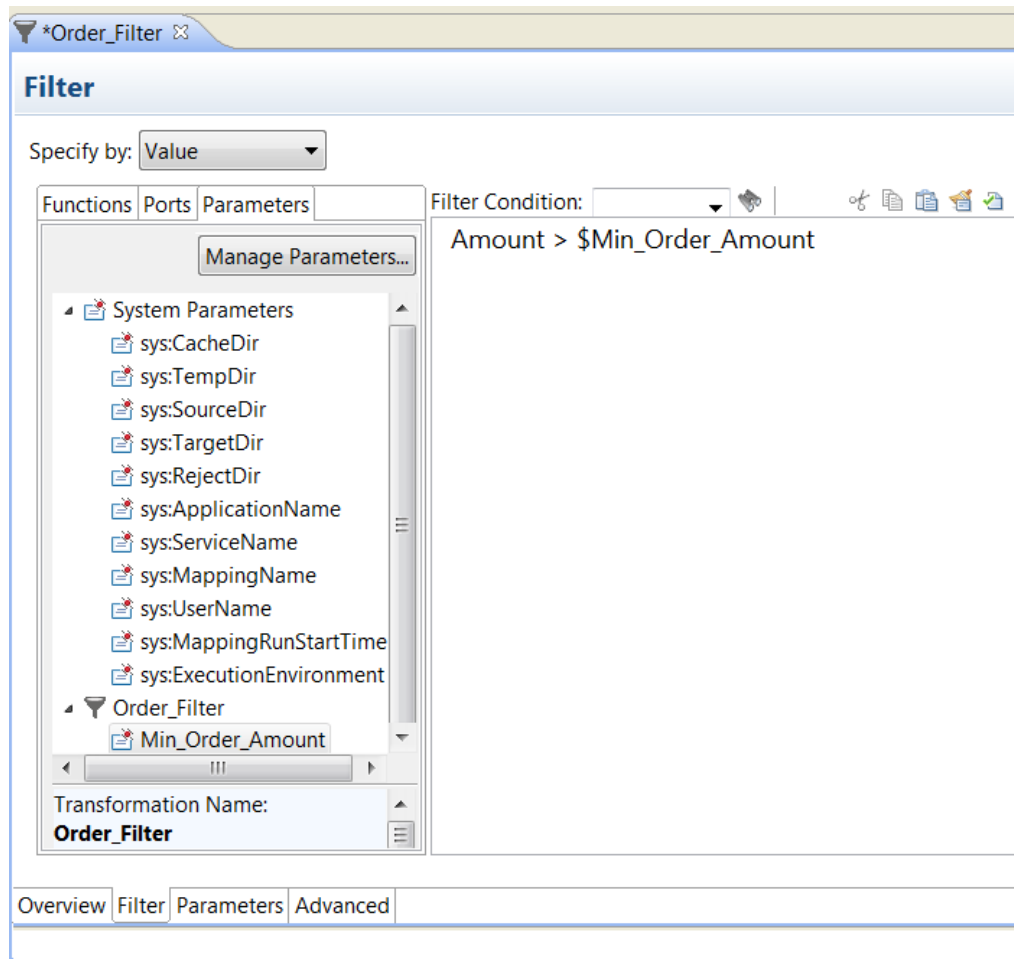 *Order_Filter
Filter
Specify by: Value
Functions Ports Parameters
Filter Condition:
Manage Parameters...
Amount > $Min_Order_Amount
System Parameters
sys:CacheDir
sys:TempDir
sys:SourceDir
sys:TargetDir
sys:RejectDir
sys:ApplicationName
sys:ServiceName
sys:MappingName
sys:UserName
sys:MappingRunStartTime
sys:ExecutionEnvironment
Order_Filter
Min_Order_Amount
Transformation Name:
Order_Filter
Overview Filter Parameters Advanced